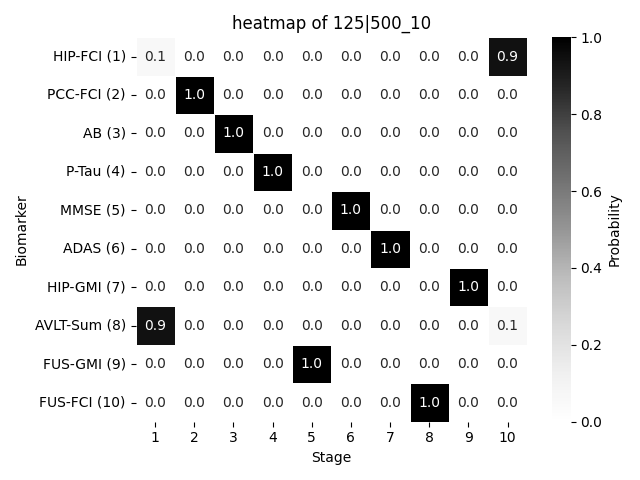 heatmap of 125|500_10
HIP-FCI (1) 0.1 0.0 0.0 0.0 0.0 0.0 0.0 0.0 0.0 0.9
PCC-FCI (2) 0.0 1.0 0.0 0.0 0.0 0.0 0.0 0.0 0.0 0.0
AB (3) 0.0 0.0 1.0 0.0 0.0 0.0 0.0 0.0 0.0 0.0
P-Tau (4) 0.0 0.0 0.0 1.0 0.0 0.0 0.0 0.0 0.0 0.0
MMSE (5) 0.0 0.0 0.0 0.0 0.0 1.0 0.0 0.0 0.0 0.0
ADAS (6) 0.0 0.0 0.0 0.0 0.0 0.0 1.0 0.0 0.0 0.0
HIP-GMI (7) 0.0 0.0 0.0 0.0 0.0 0.0 0.0 0.0 1.0 0.0
AVLT-Sum (8) 0.9 0.0 0.0 0.0 0.0 0.0 0.0 0.0 0.0 0.1
FUS-GMI (9) 0.0 0.0 0.0 0.0 1.0 0.0 0.0 0.0 0.0 0.0
FUS-FCI (10) 0.0 0.0 0.0 0.0 0.0 0.0 0.0 1.0 0.0 0.0
1 2 3 4 5 6 7 8 9 10
Stage
Biomarker
1.0
0.8
0.6
0.4
0.2
0.0
Probability